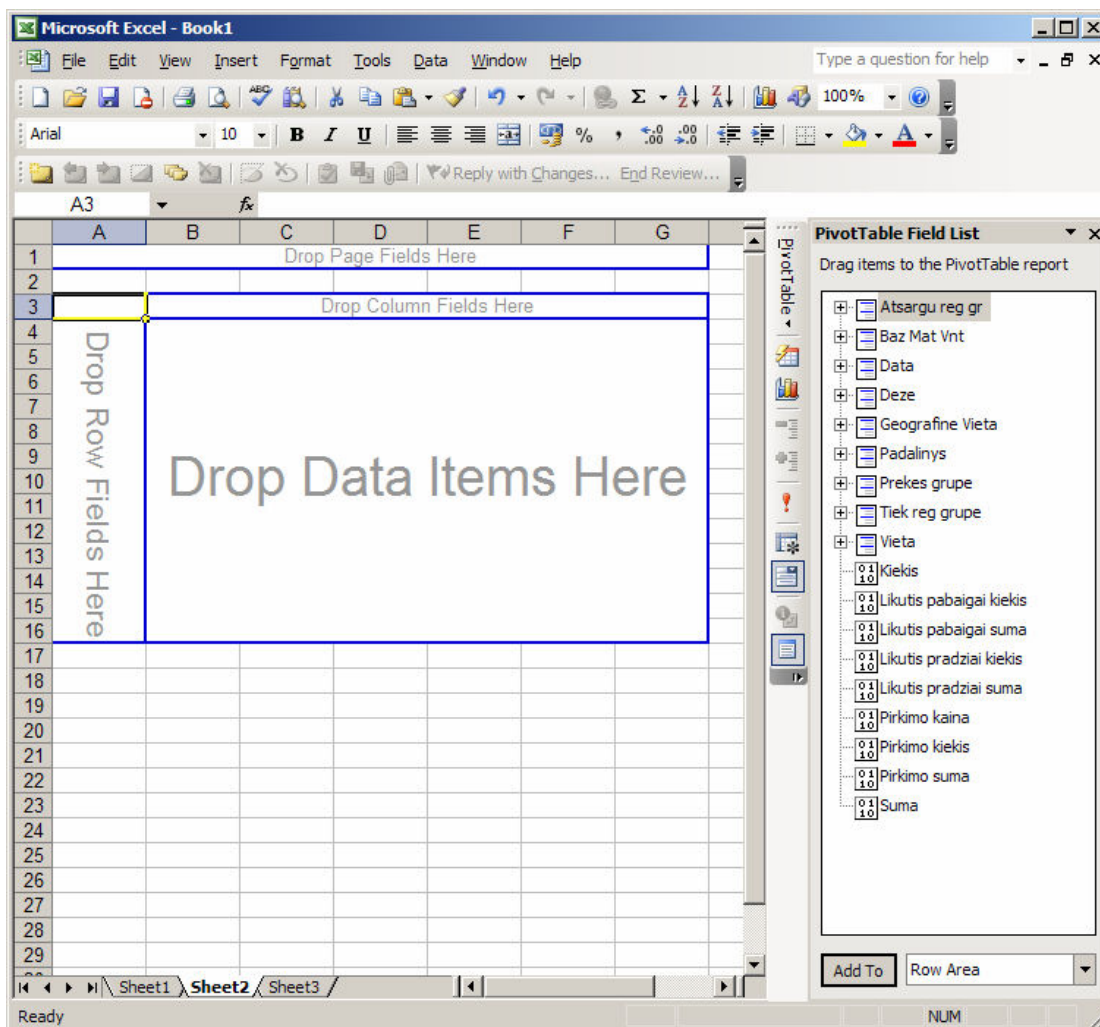 Microsoft Excel - Book1
File Edit View Insert Format Tools Data Window Help Type a question for help
100%
Arial 10 B I U
Reply with Changes... End Review...
A3 fx
A B C D E F G
1 Drop Page Fields Here
2
3 Drop Column Fields Here
4
5
6
7
8
9
10
11
12
13
14
15
16
17
18
19
20
21
22
23
24
25
26
27
28
29
Drop Row Fields Here
Drop Data Items Here
Sheet1 Sheet2 Sheet3
PivotTable
PivotTable Field List
Drag items to the PivotTable report
Atsargu reg gr
Baz Mat Vnt
Data
Deze
Geografine Vieta
Padalinys
Prekes grupe
Tiek reg grupe
Vieta
Kiekis
Likutis pabaigai kiekis
Likutis pabaigai suma
Likutis pradziai kiekis
Likutis pradziai suma
Pirkimo kaina
Pirkimo kiekis
Pirkimo suma
Suma
Add To Row Area
Ready NUM